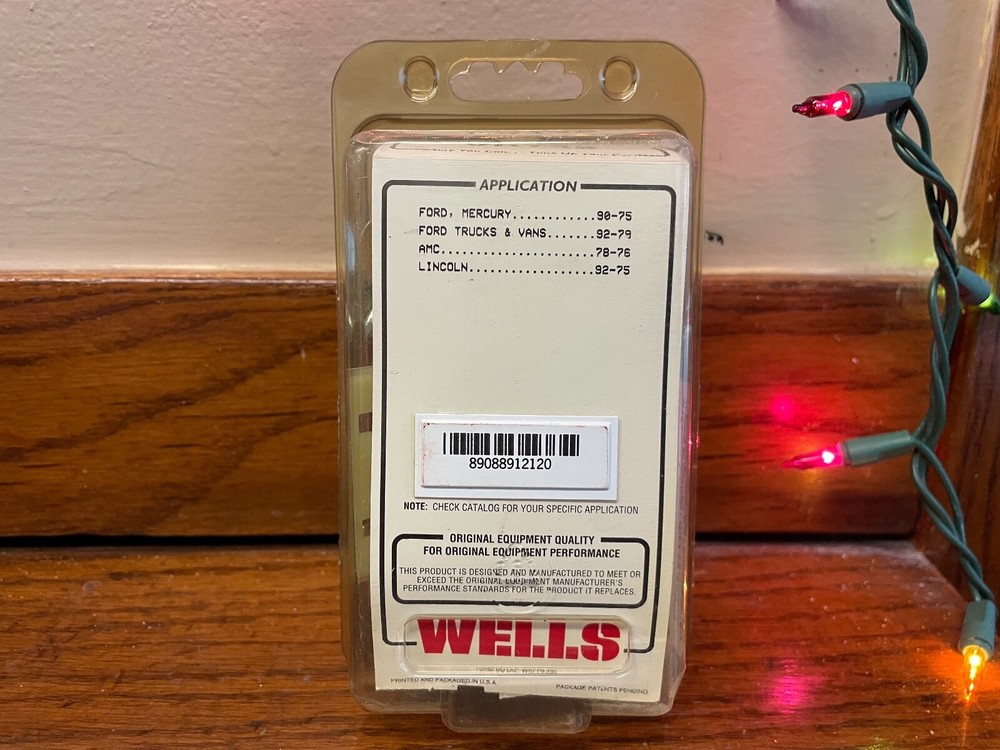 APPLICATION
FORD, MERCURY............90-75
FORD TRUCKS & VANS.......92-79
AMC......................78-76
LINCOLN..................92-75
89088912120
NOTE: CHECK CATALOG FOR YOUR SPECIFIC APPLICATION
ORIGINAL EQUIPMENT QUALITY
FOR ORIGINAL EQUIPMENT PERFORMANCE
THIS PRODUCT IS DESIGNED AND MANUFACTURED TO MEET OR
EXCEED THE ORIGINAL EQUIPMENT MANUFACTURER'S
PERFORMANCE STANDARDS FOR THE PRODUCT IT REPLACES.
WELLS
PRINTED AND PACKAGED IN U.S.A.
PACKAGE PATENTS PENDING